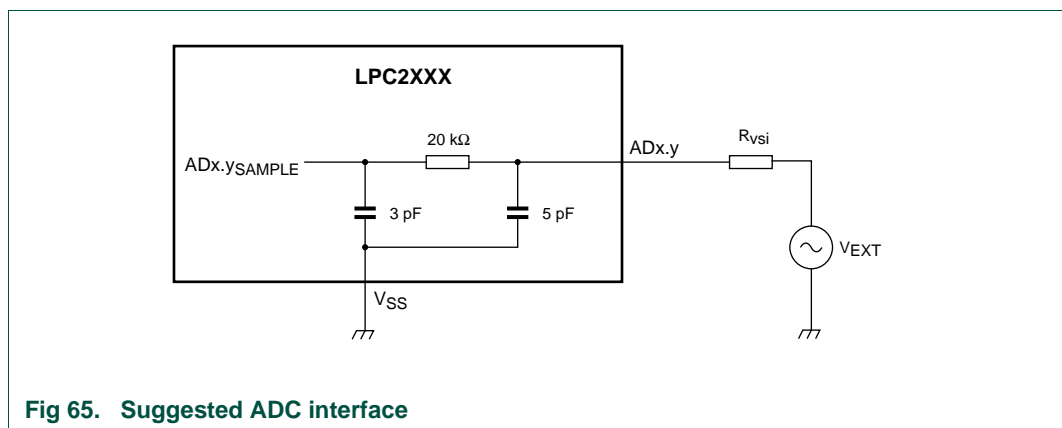 LPC2XXX
20 kΩ
ADx.y
Rvsi
ADx.ySAMPLE
3 pF
5 pF
VEXT
VSS
Fig 65. Suggested ADC interface